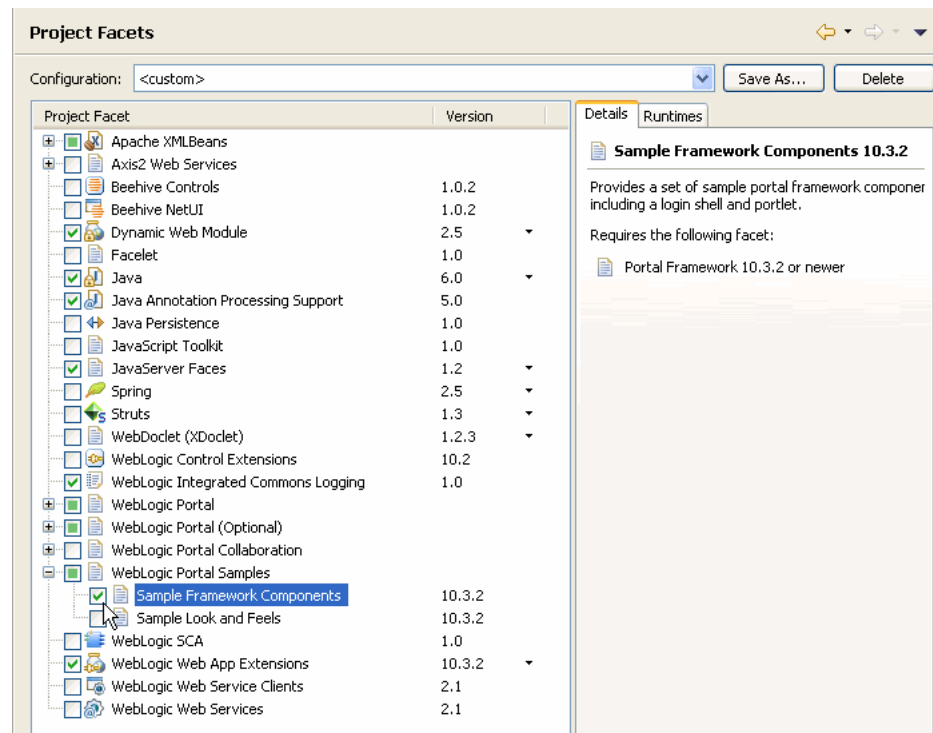 Project Facets
Configuration: <custom> Save As... Delete
Project Facet Version
Apache XMLBeans
Axis2 Web Services
Beehive Controls 1.0.2
Beehive NetUI 1.0.2
Dynamic Web Module 2.5
Facelet 1.0
Java 6.0
Java Annotation Processing Support 5.0
Java Persistence 1.0
JavaScript Toolkit 1.0
JavaServer Faces 1.2
Spring 2.5
Struts 1.3
WebDoclet (XDoclet) 1.2.3
WebLogic Control Extensions 10.2
WebLogic Integrated Commons Logging 1.0
WebLogic Portal
WebLogic Portal (Optional)
WebLogic Portal Collaboration
WebLogic Portal Samples
Sample Framework Components 10.3.2
Sample Look and Feels 10.3.2
WebLogic SCA 1.0
WebLogic Web App Extensions 10.3.2
WebLogic Web Service Clients 2.1
WebLogic Web Services 2.1
Details Runtimes
Sample Framework Components 10.3.2
Provides a set of sample portal framework componer
including a login shell and portlet.
Requires the following facet:
Portal Framework 10.3.2 or newer